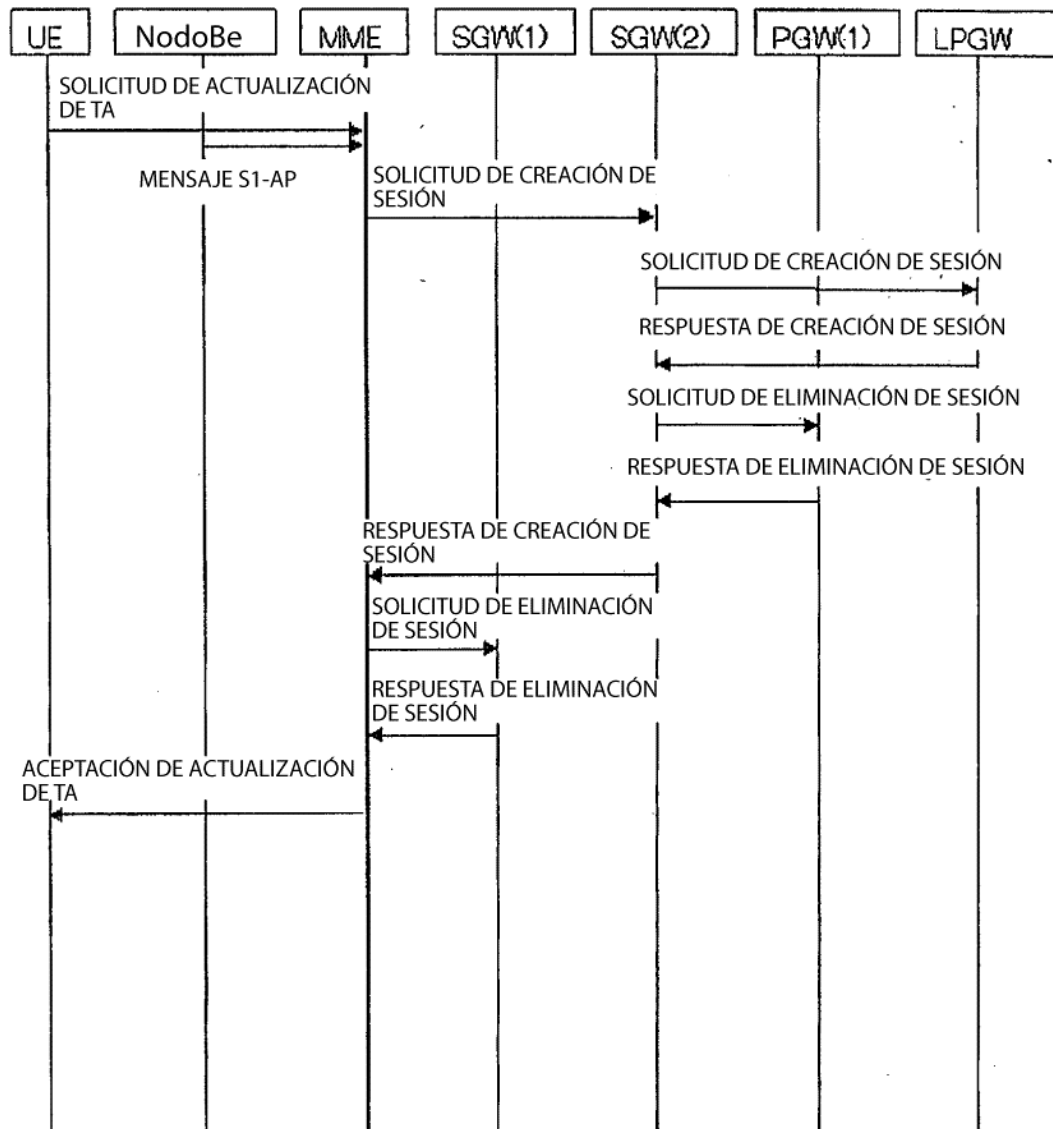 UE NodoBe MME SGW(1) SGW(2) PGW(1) LPGW
SOLICITUD DE ACTUALIZACIÓN
DE TA
MENSAJE S1-AP
SOLICITUD DE CREACIÓN DE
SESIÓN
SOLICITUD DE CREACIÓN DE SESIÓN
RESPUESTA DE CREACIÓN DE SESIÓN
SOLICITUD DE ELIMINACIÓN DE SESIÓN
RESPUESTA DE ELIMINACIÓN DE SESIÓN
RESPUESTA DE CREACIÓN DE
SESIÓN
SOLICITUD DE ELIMINACIÓN
DE SESIÓN
RESPUESTA DE ELIMINACIÓN
DE SESIÓN
ACEPTACIÓN DE ACTUALIZACIÓN
DE TA